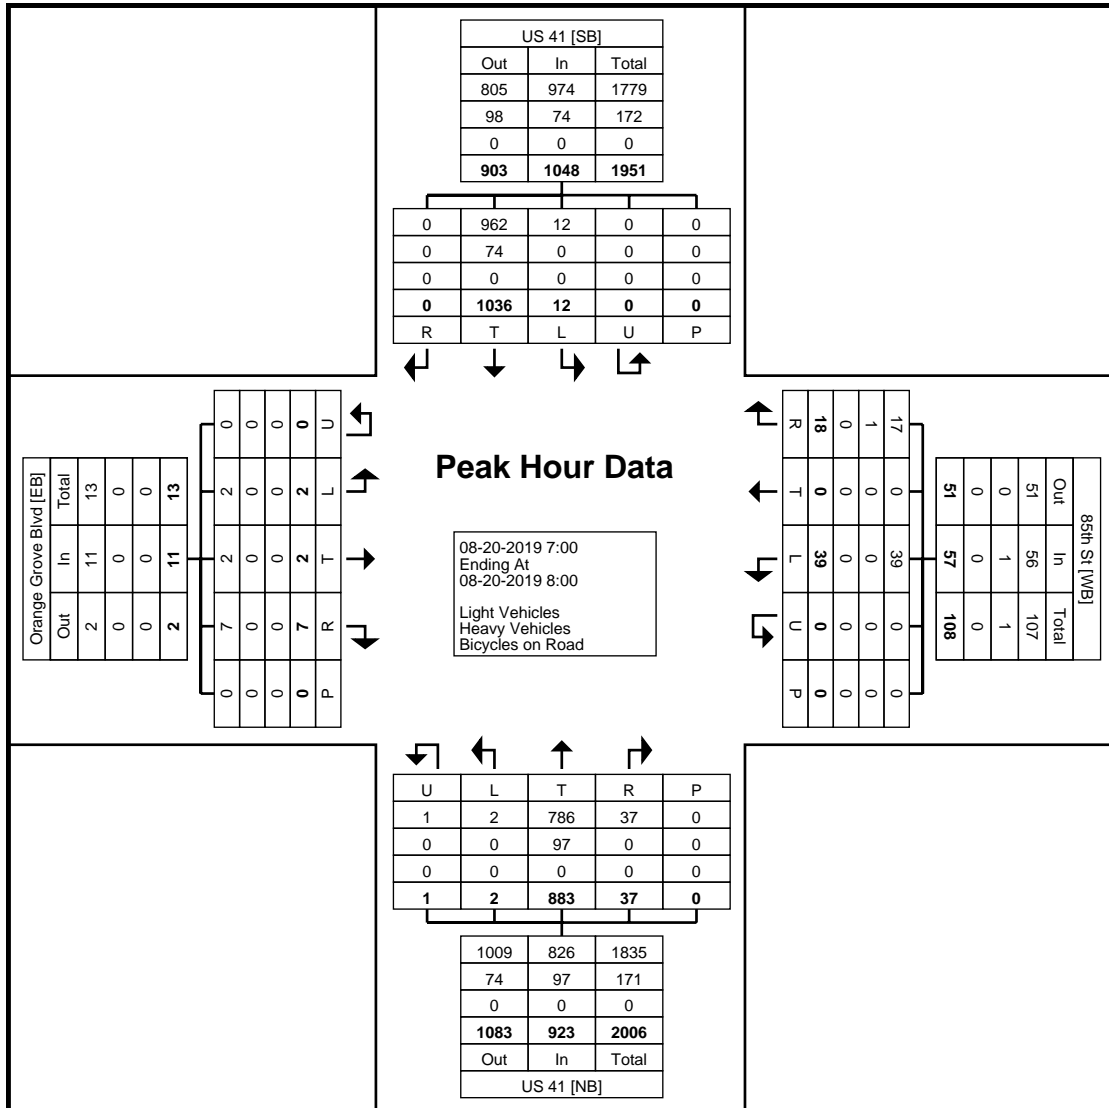 US 41 [SB]
Out In Total
805 974 1779
98 74 172
0 0 0
903 1048 1951
0 962 12 0 0
0 74 0 0 0
0 0 0 0 0
0 1036 12 0 0
R T L U P
Orange Grove Blvd [EB]
Out In Total
2 11 13
0 0 0
0 0 0
2 11 13
0 2 2 7 0
0 0 0 0 0
0 0 0 0 0
0 2 2 7 0
U L T R P
Peak Hour Data
08-20-2019 7:00
Ending At
08-20-2019 8:00
Light Vehicles
Heavy Vehicles
Bicycles on Road
85th St [WB]
Out In Total
51 56 107
0 1 1
0 0 0
51 57 108
17 0 39 0 0
1 0 0 0 0
0 0 0 0 0
18 0 39 0 0
R T L U P
U L T R P
1 2 786 37 0
0 0 97 0 0
0 0 0 0 0
1 2 883 37 0
1009 826 1835
74 97 171
0 0 0
1083 923 2006
Out In Total
US 41 [NB]